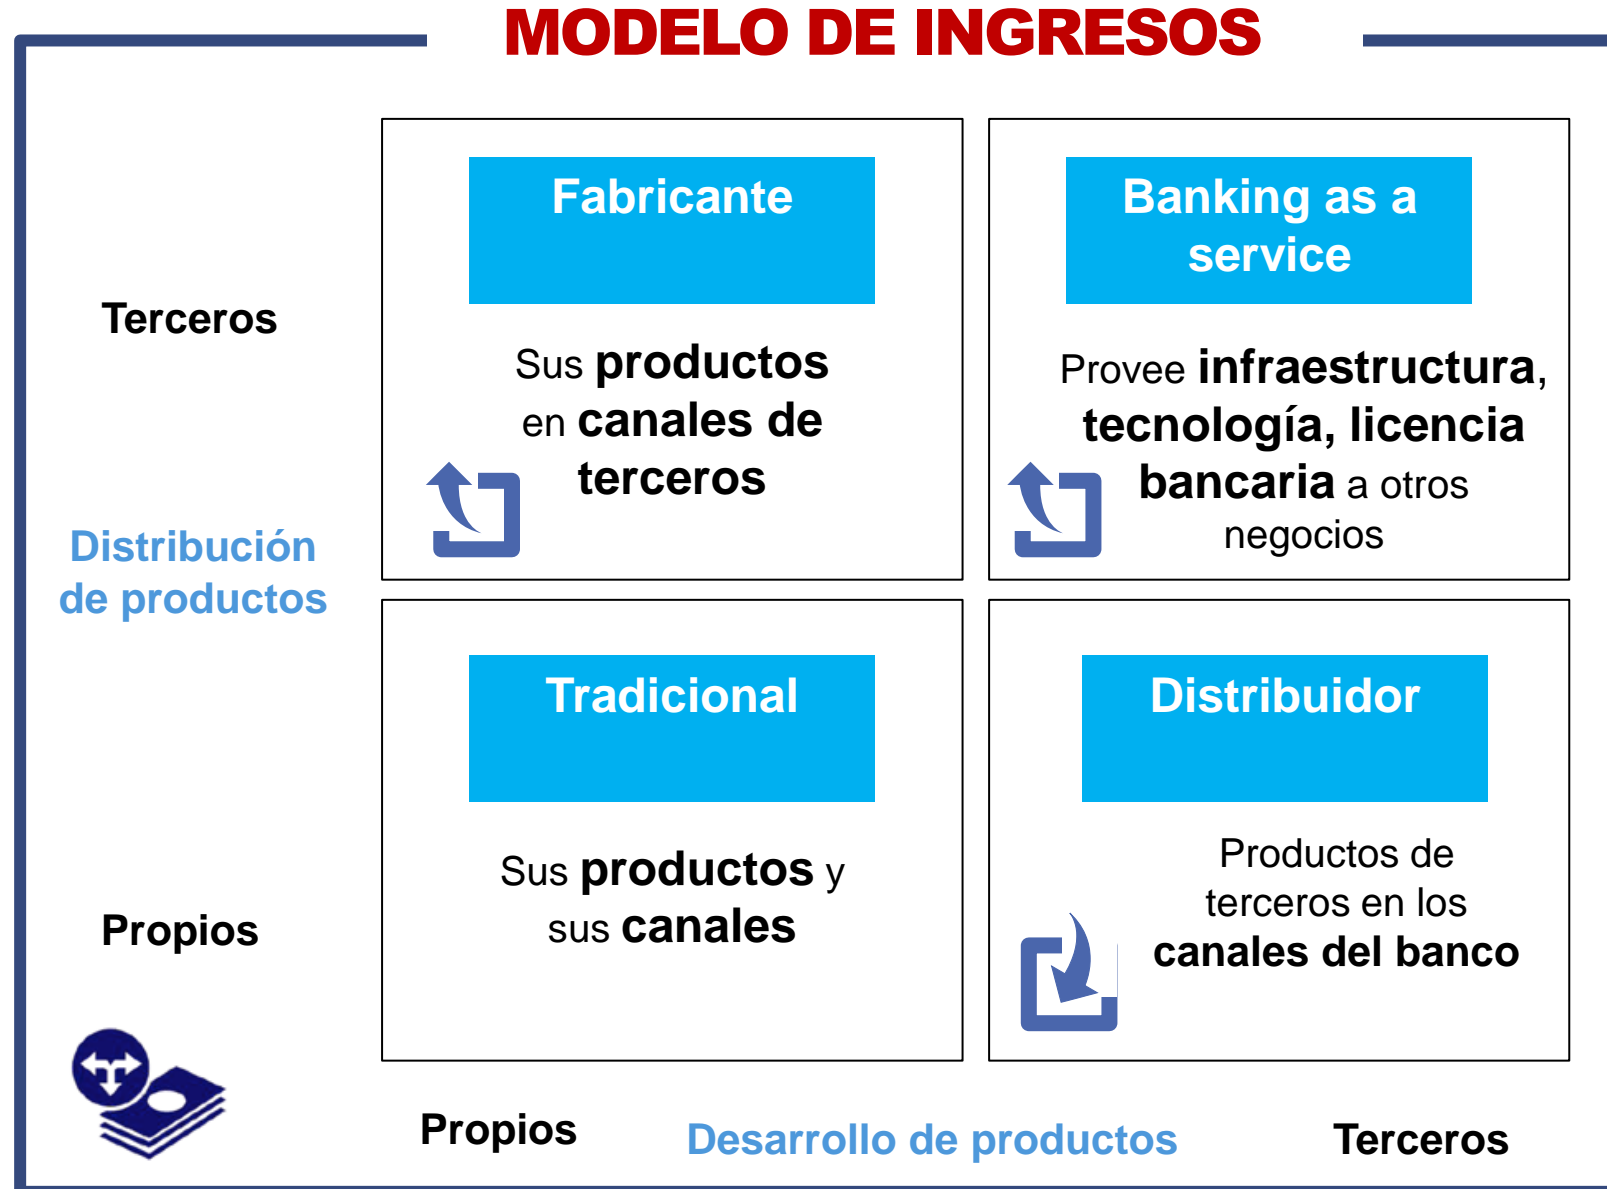 MODELO DE INGRESOS
Fabricante
Sus productos
en canales de
terceros
Banking as a
service
Provee infraestructura,
tecnología, licencia
bancaria a otros
negocios
Terceros
Distribución
de productos
Propios
Tradicional
Sus productos y
sus canales
Distribuidor
Productos de
terceros en los
canales del banco
Propios
Desarrollo de productos
Terceros